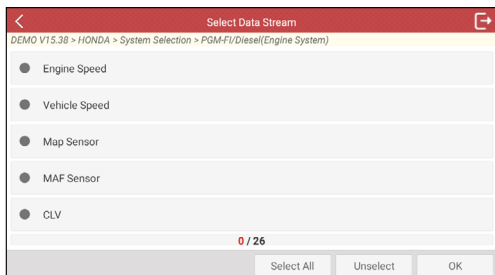 Select Data Stream
DEMO V15.38 > HONDA > System Selection > PGM-FI/Diesel(Engine System)
Engine Speed
Vehicle Speed
Map Sensor
MAF Sensor
CLV
0 / 26
Select All Unselect OK